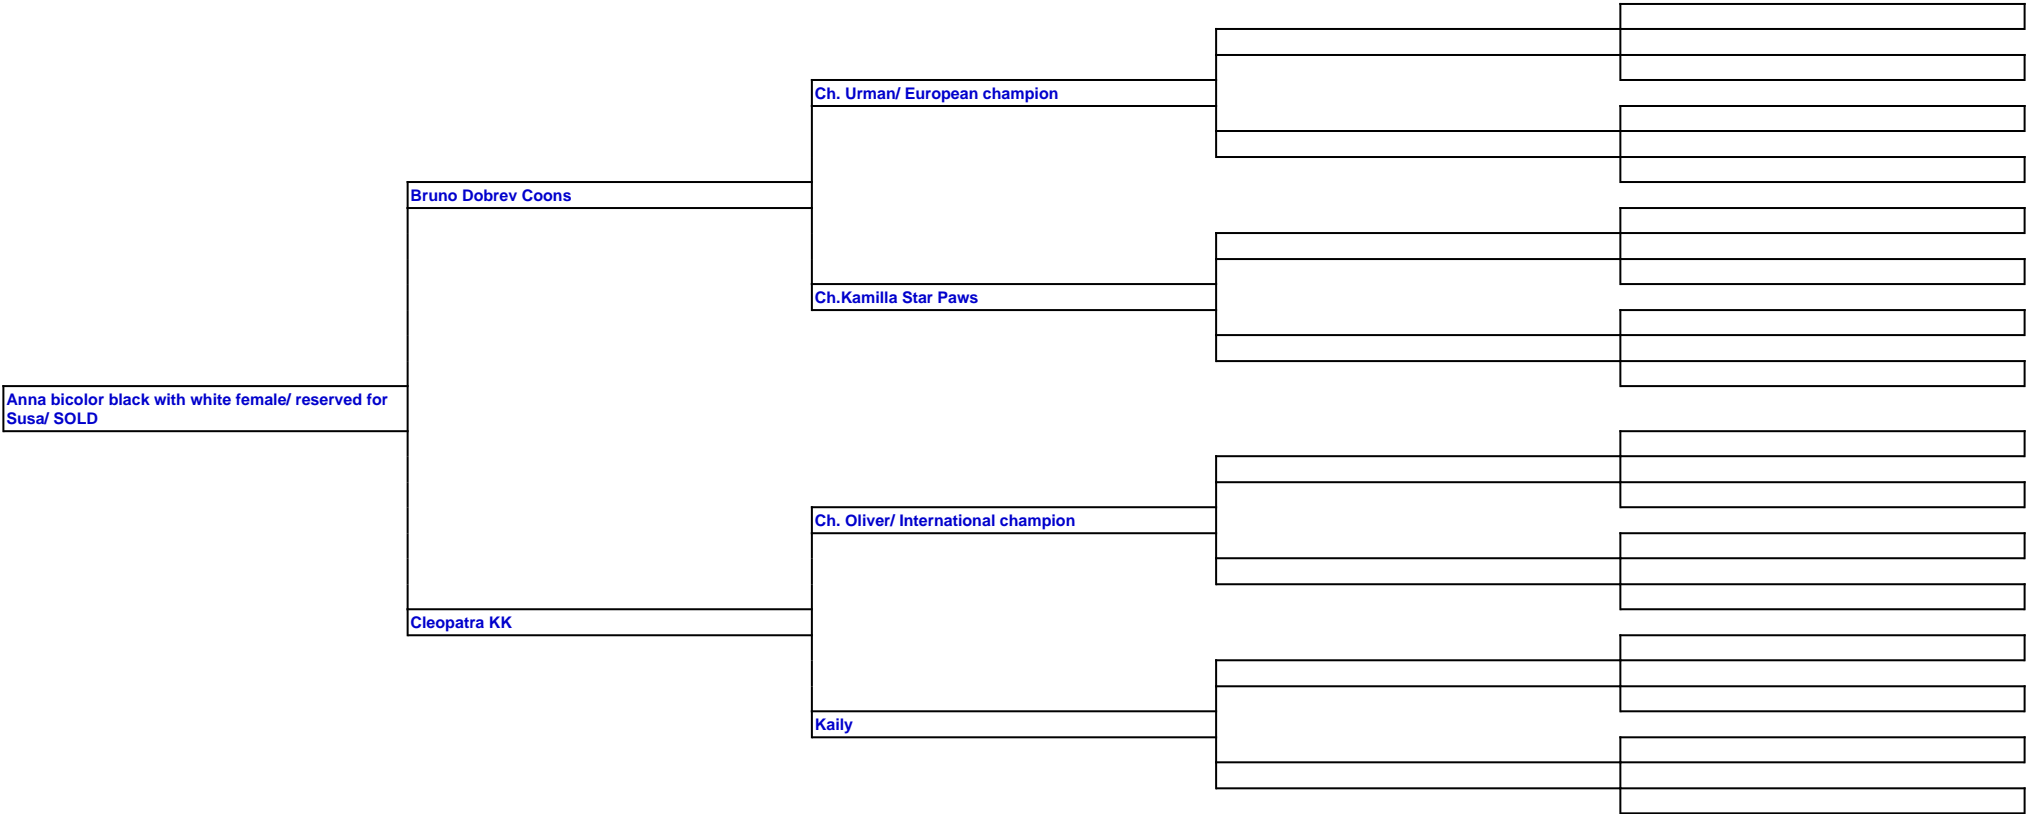 Ch. Urman/ European champion
Bruno Dobrev Coons
Ch.Kamilla Star Paws
Anna bicolor black with white female/ reserved for
Susa/ SOLD
Ch. Oliver/ International champion
Cleopatra KK
Kaily